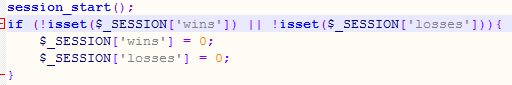 session_start();
if (!isset($_SESSION['wins']) || !isset($_SESSION['losses'])){
$_SESSION['wins'] = 0;
$_SESSION['losses'] = 0;
}